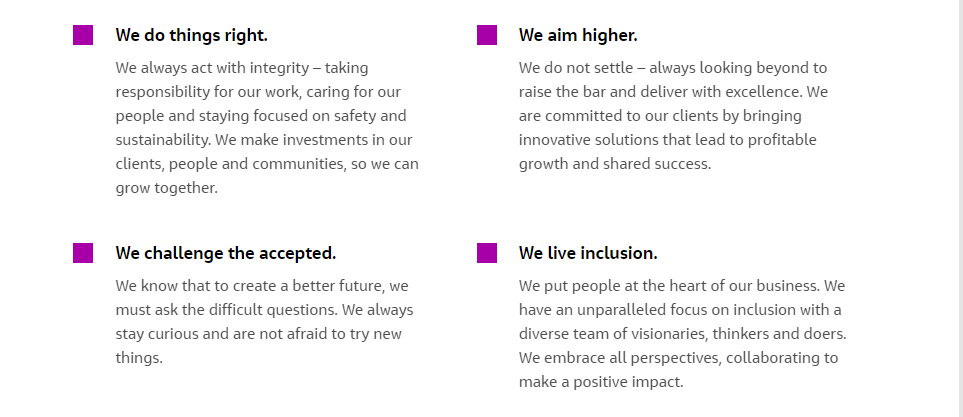 We do things right.
We always act with integrity – taking
responsibility for our work, caring for our
people and staying focused on safety and
sustainability. We make investments in our
clients, people and communities, so we can
grow together.
We aim higher.
We do not settle – always looking beyond to
raise the bar and deliver with excellence. We
are committed to our clients by bringing
innovative solutions that lead to profitable
growth and shared success.
We challenge the accepted.
We know that to create a better future, we
must ask the difficult questions. We always
stay curious and are not afraid to try new
things.
We live inclusion.
We put people at the heart of our business. We
have an unparalleled focus on inclusion with a
diverse team of visionaries, thinkers and doers.
We embrace all perspectives, collaborating to
make a positive impact.